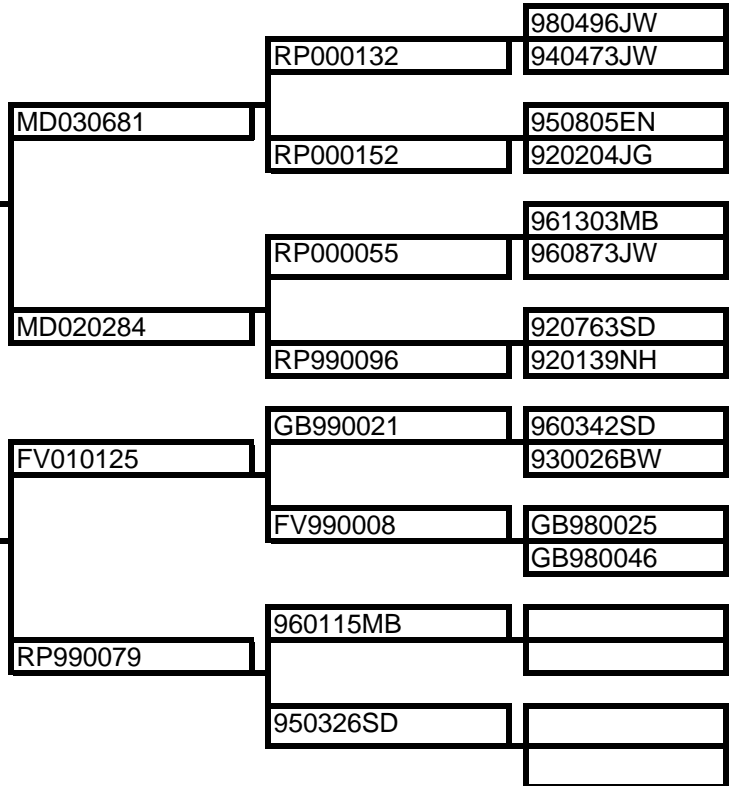 980496JW
RP000132
940473JW
MD030681
950805EN
RP000152
920204JG
961303MB
RP000055
960873JW
MD020284
920763SD
RP990096
920139NH
GB990021
960342SD
FV010125
930026BW
FV990008
GB980025
GB980046
960115MB
RP990079
950326SD